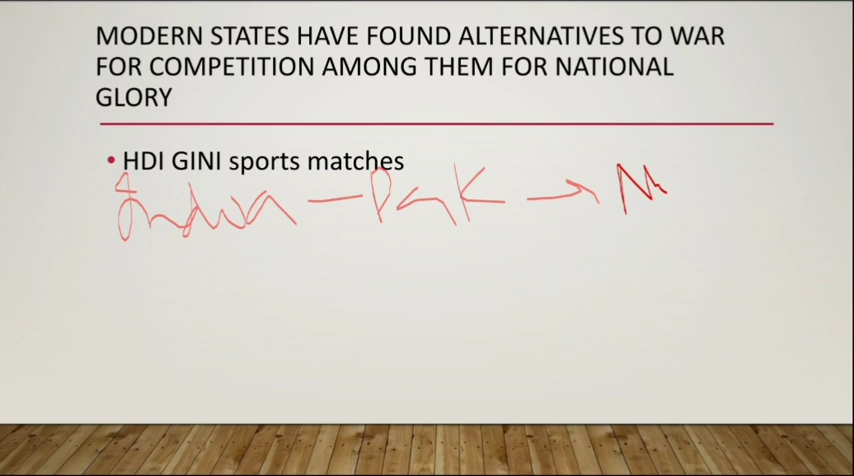 MODERN STATES HAVE FOUND ALTERNATIVES TO WAR
FOR COMPETITION AMONG THEM FOR NATIONAL
GLORY
• HDI GINI sports matches
India — Pak →